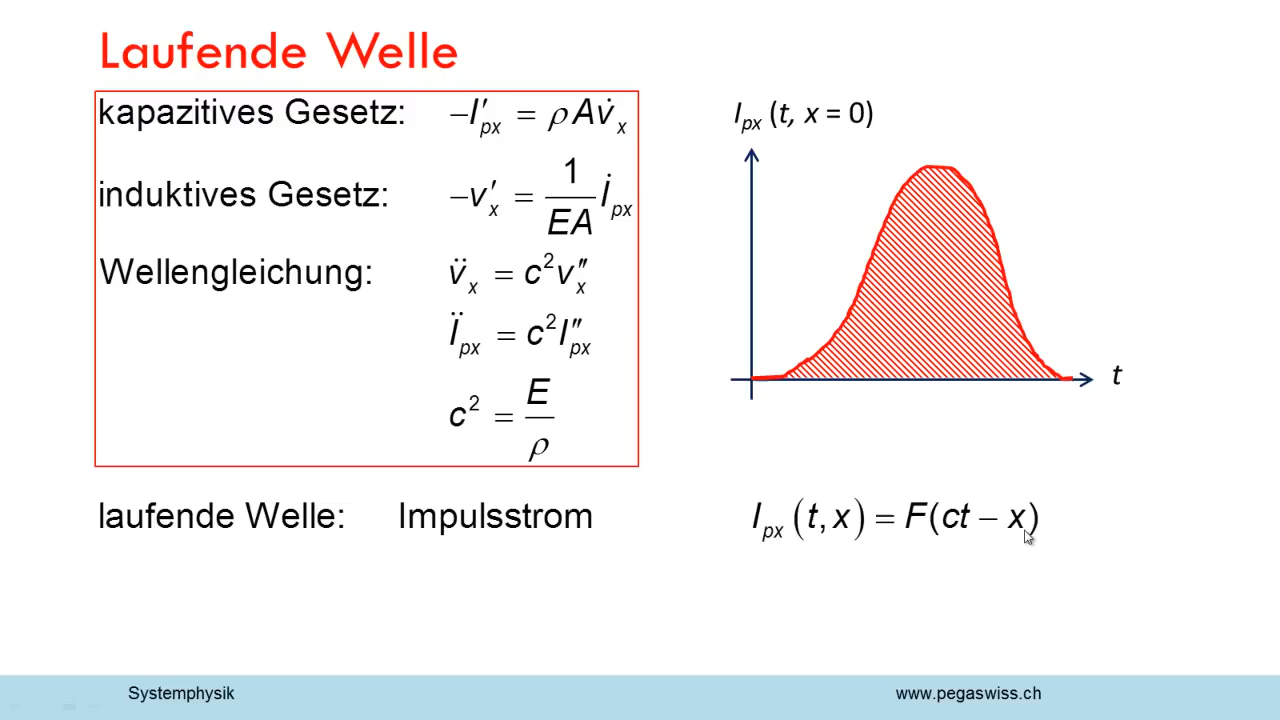 Laufende Welle
kapazitives Gesetz: −I′px = ρAv̇x
induktives Gesetz: −v′x = 1/EA İpx
Wellengleichung: v̈x = c²v″x
Ïpx = c²I″px
c² = E/ρ
Ipx (t, x = 0)
t
laufende Welle: Impulsstrom Ipx (t, x) = F(ct − x)
Systemphysik www.pegaswiss.ch